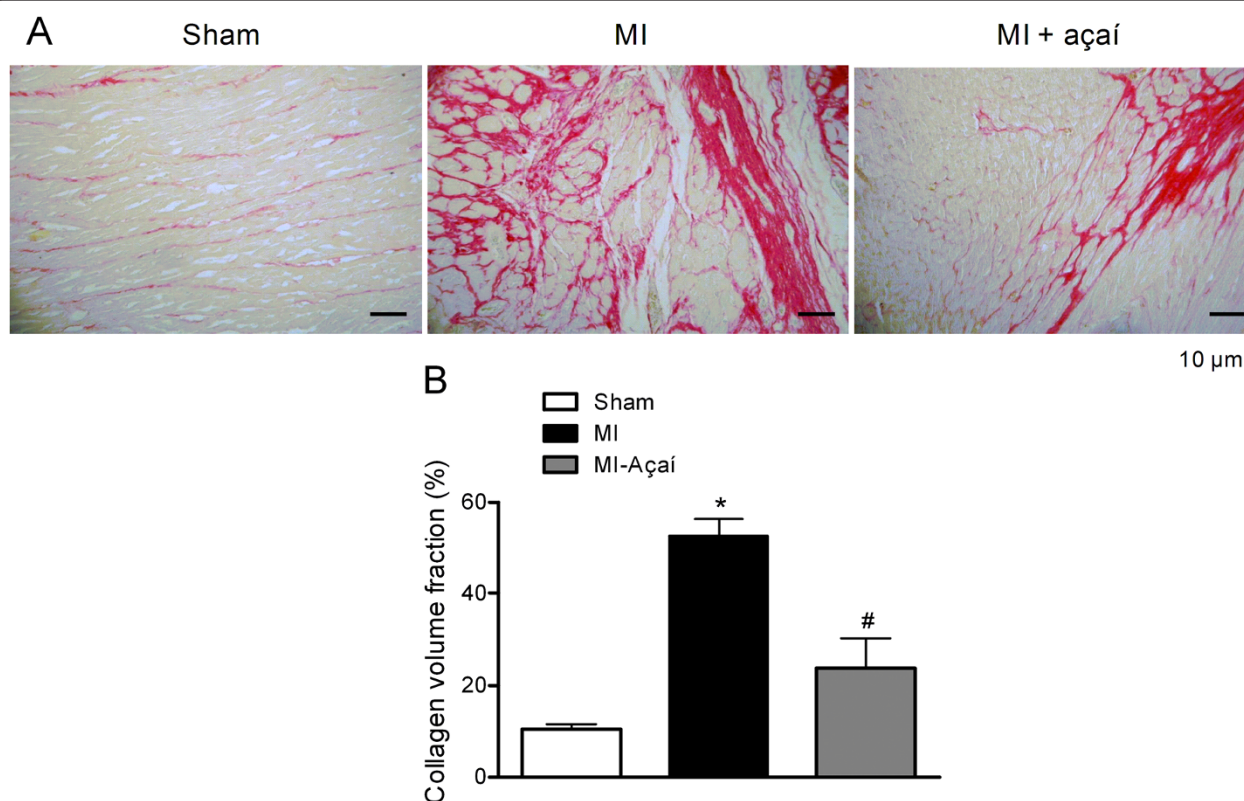 A
Sham
MI
MI + açaí
10 µm
B
Sham
MI
MI-Açaí
Collagen volume fraction (%)
60
40
20
0
*
#